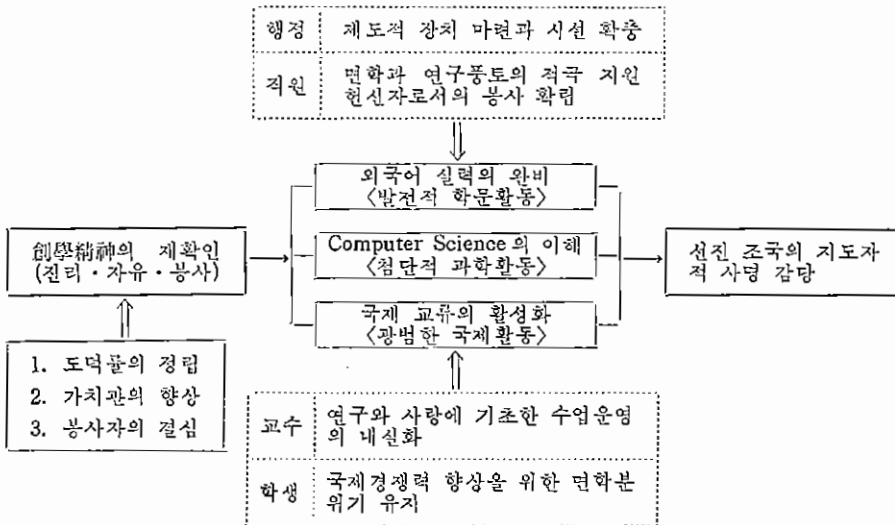 행정 제도적 장치 마련과 시선 확충
직원 면학과 연구풍토의 적극 지원
헌신자로서의 봉사 확립
외국어 실력의 완비
〈발전적 학문활동〉
創學精神의 재확인
(진리・자유・봉사)
Computer Science의 이해
〈첨단적 과학활동〉
선진 조국의 지도자
적 사명 감당
국제 교류의 활성화
〈광범한 국제활동〉
1. 도덕률의 정립
2. 가치관의 향상
3. 봉사자의 결심
교수 연구와 사랑에 기초한 수업운영
의 내실화
학생 국제경쟁력 향상을 위한 면학분
위기 유지